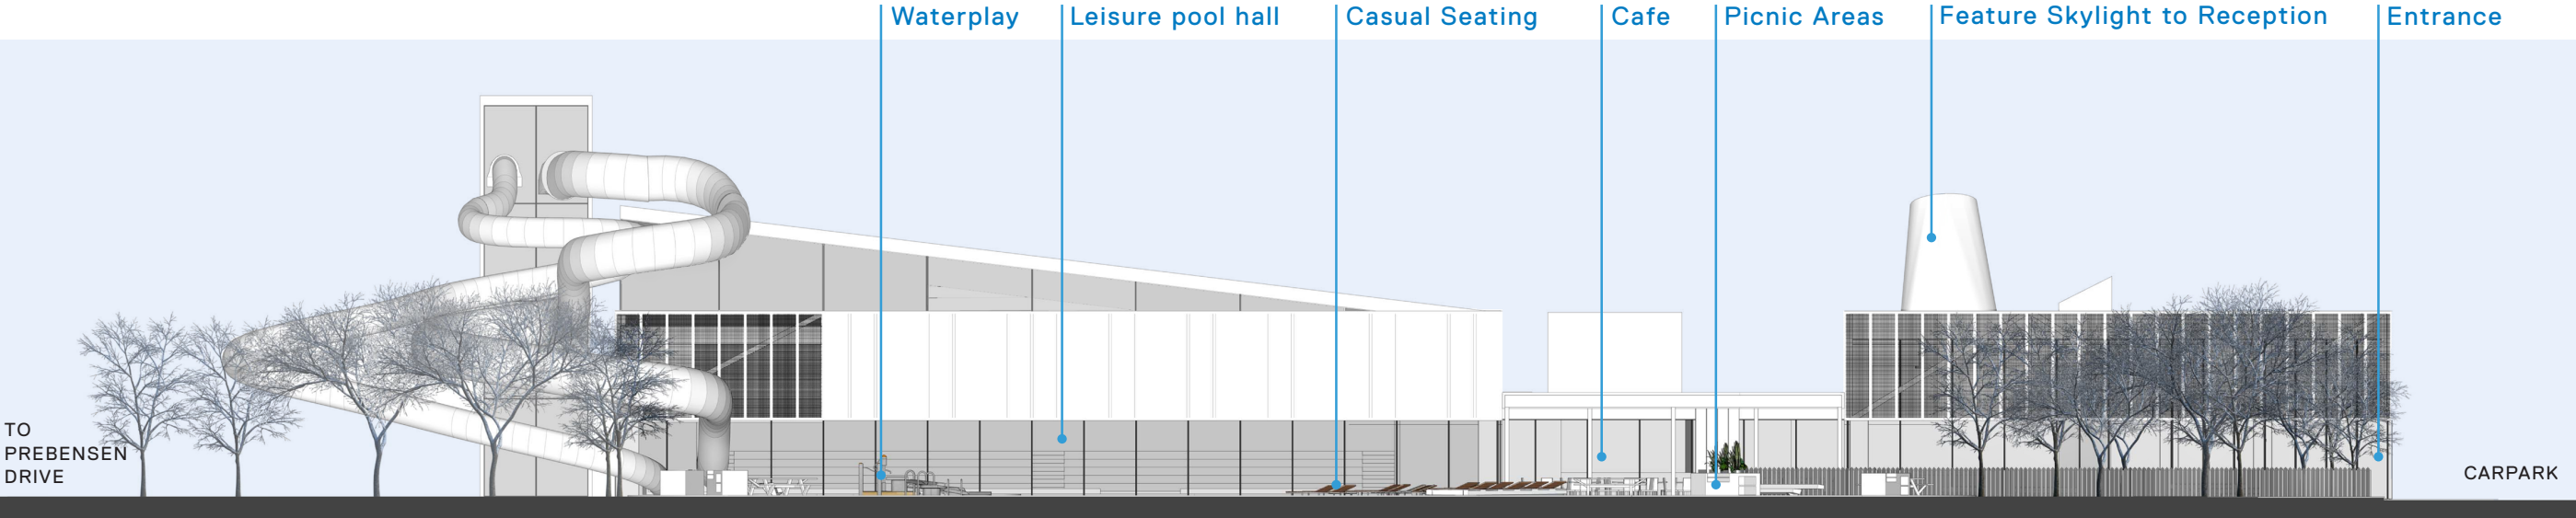 Waterplay
Leisure pool hall
Casual Seating
Cafe
Picnic Areas
Feature Skylight to Reception
Entrance
TO
PREBENSEN
DRIVE
CARPARK